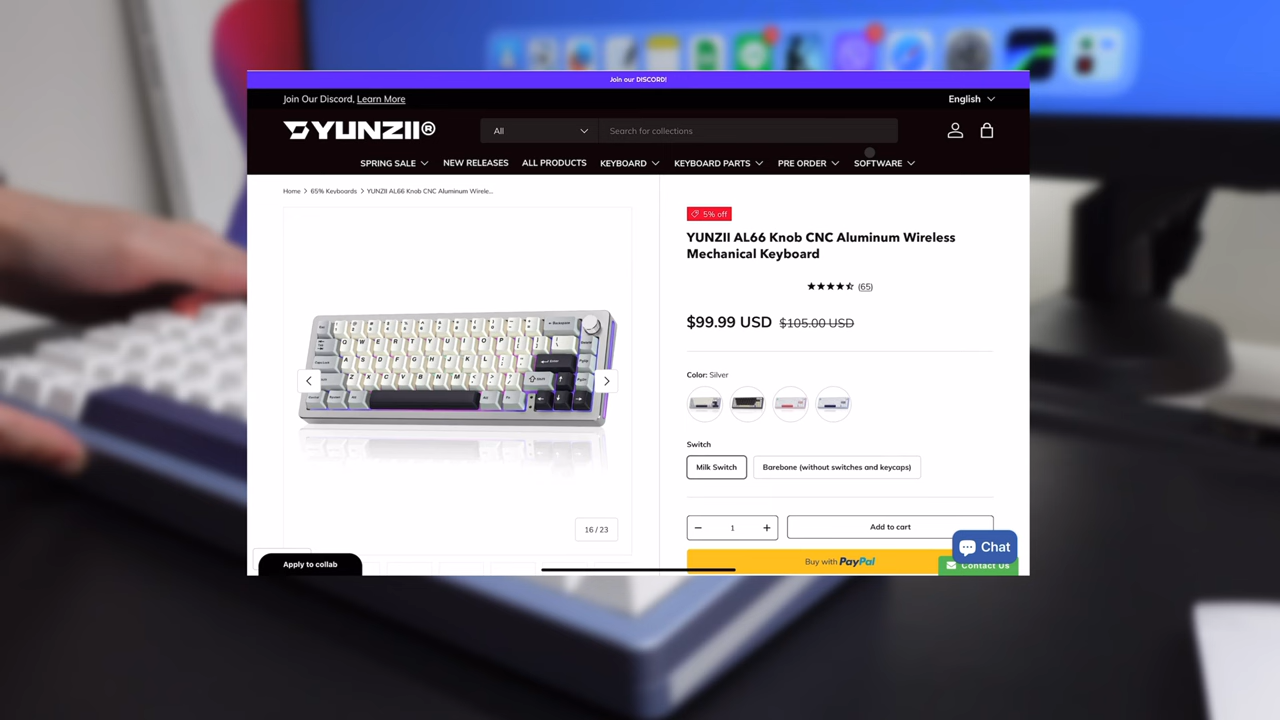 Join our DISCORD!
Join Our Discord, Learn More
English
YUNZII®
All
Search for collections
SPRING SALE
NEW RELEASES
ALL PRODUCTS
KEYBOARD
KEYBOARD PARTS
PRE ORDER
SOFTWARE
Home > 65% Keyboards > YUNZII AL66 Knob CNC Aluminum Wirele...
5% off
YUNZII AL66 Knob CNC Aluminum Wireless
Mechanical Keyboard
(65)
$99.99 USD $105.00 USD
Color: Silver
Switch
Milk Switch
Barebone (without switches and keycaps)
16 / 23
− 1 +
Add to cart
Buy with PayPal
Chat
Contact Us
Apply to collab